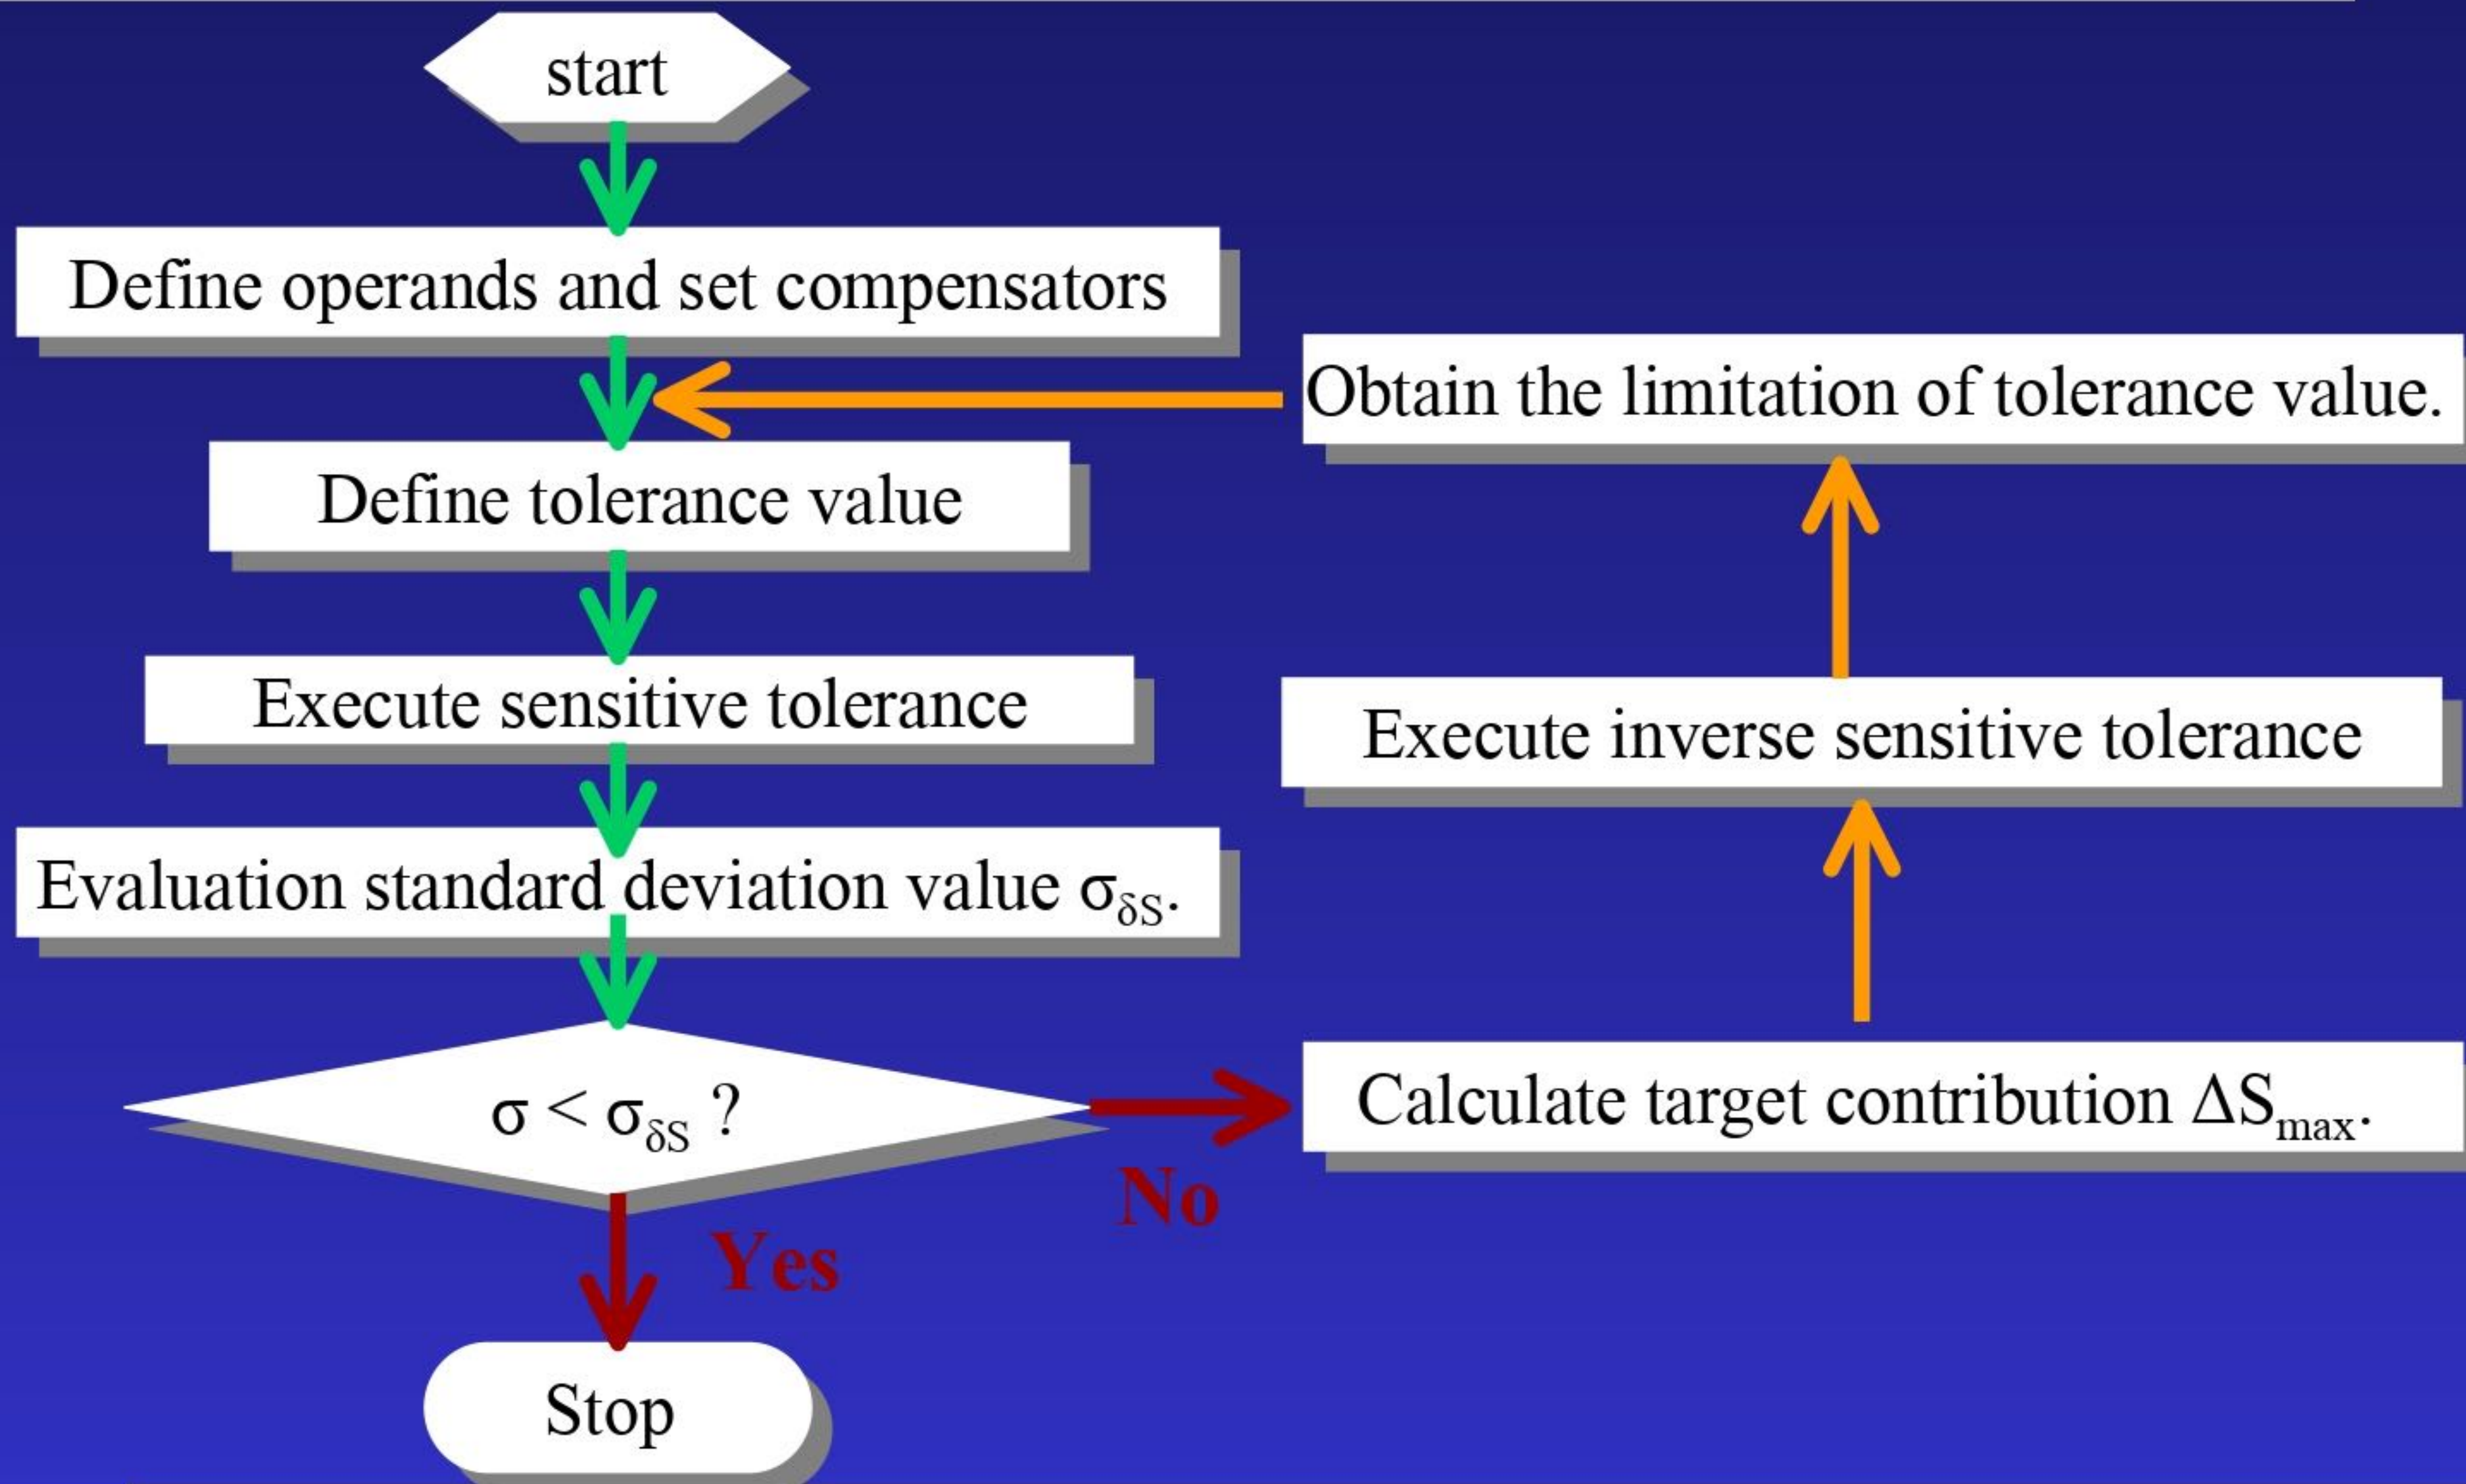 start
Define operands and set compensators
Define tolerance value
Execute sensitive tolerance
Evaluation standard deviation value σδS.
σ < σδS ?
Yes
Stop
No
Calculate target contribution ΔSmax.
Execute inverse sensitive tolerance
Obtain the limitation of tolerance value.